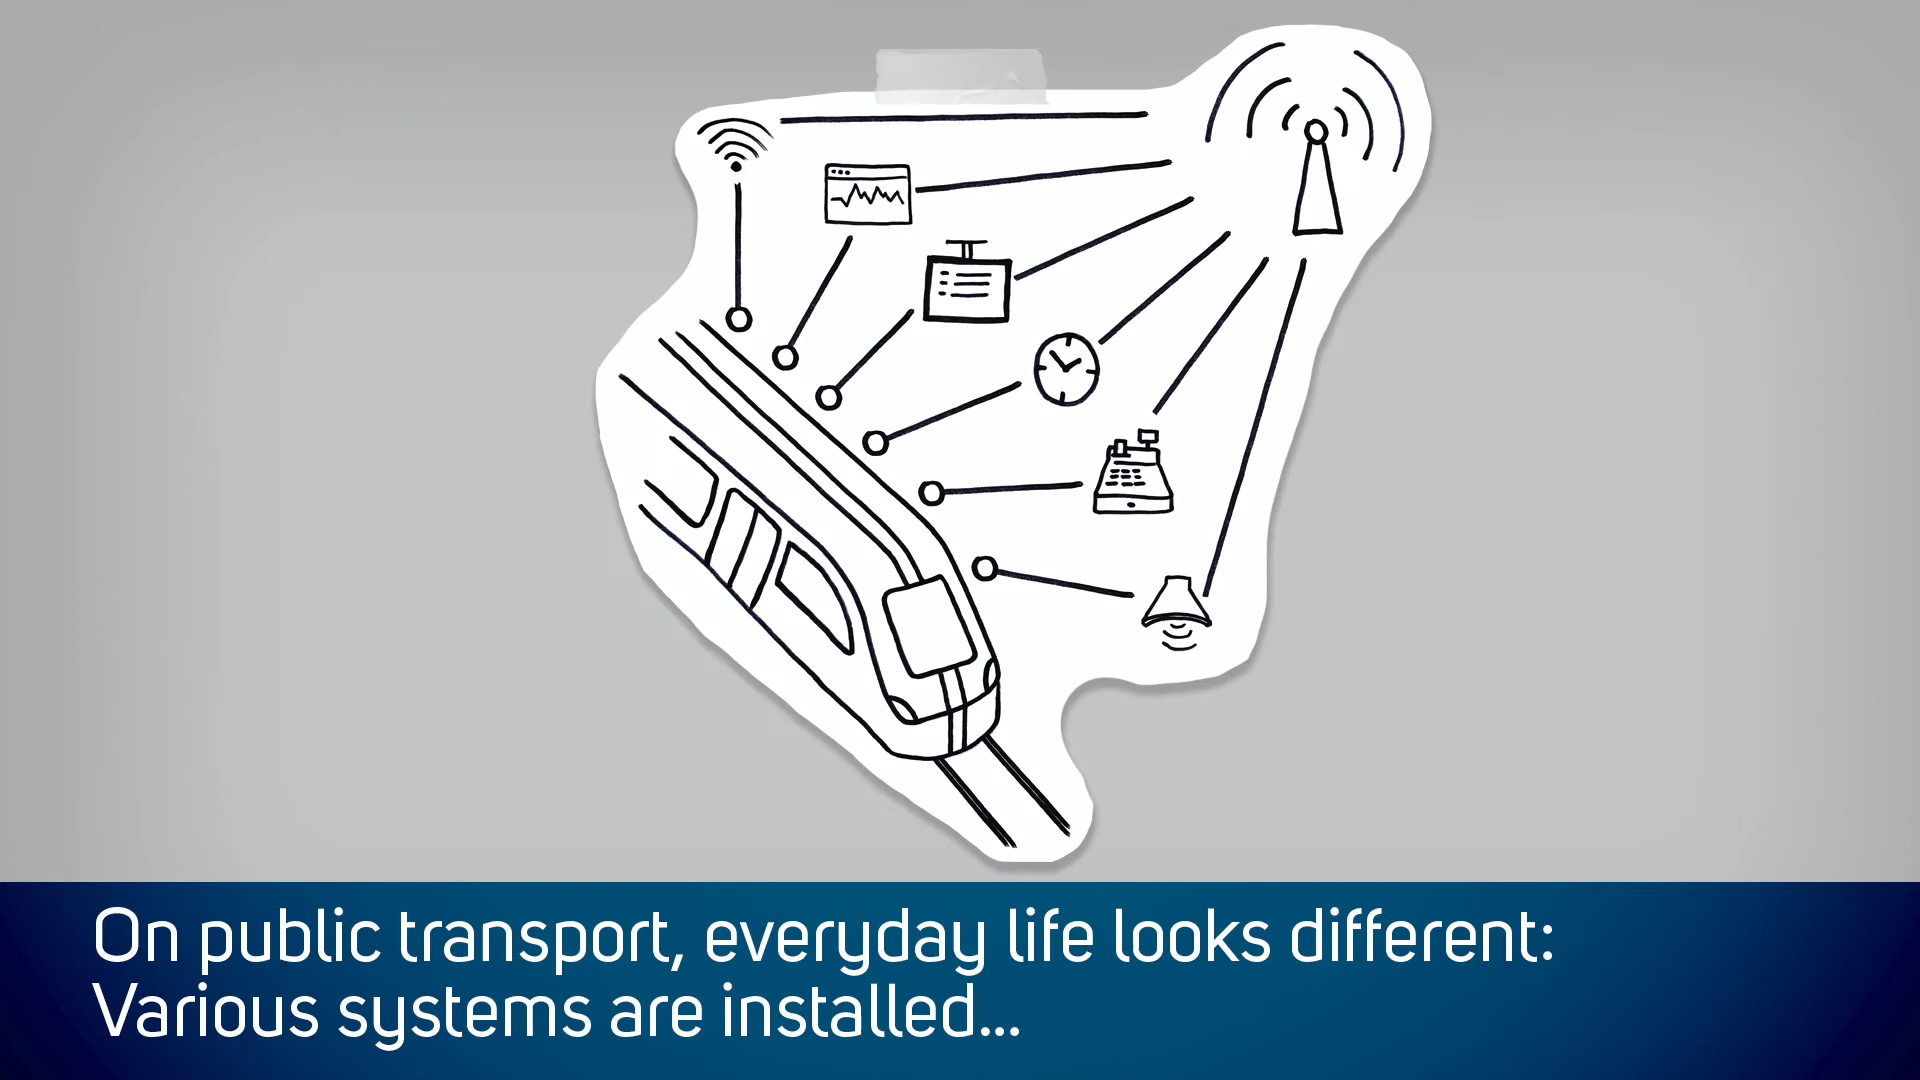 On public transport, everyday life looks different:
Various systems are installed...